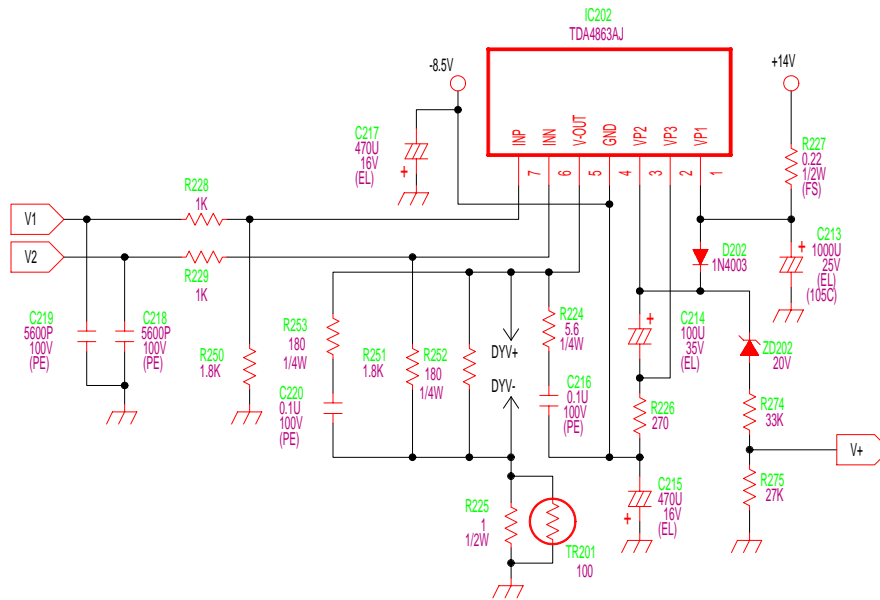 IC202
TDA4863AJ
-8.5V
+14V
INP
INN
V-OUT
GND
VP2
VP3
VP1
7
6
5
4
3
2
1
C217
470U
16V
(EL)
+
R227
0.22
1/2W
(FS)
R228
1K
V1
V2
R229
1K
D202
1N4003
+
C213
1000U
25V
(EL)
(105C)
C219
5600P
100V
(PE)
C218
5600P
100V
(PE)
R250
1.8K
R253
180
1/4W
R251
1.8K
R252
180
1/4W
C220
0.1U
100V
(PE)
DYV+
DYV-
R224
5.6
1/4W
C216
0.1U
100V
(PE)
+
C214
100U
35V
(EL)
R226
270
ZD202
20V
R274
33K
V+
R275
27K
C215
470U
16V
(EL)
+
R225
1
1/2W
TR201
100